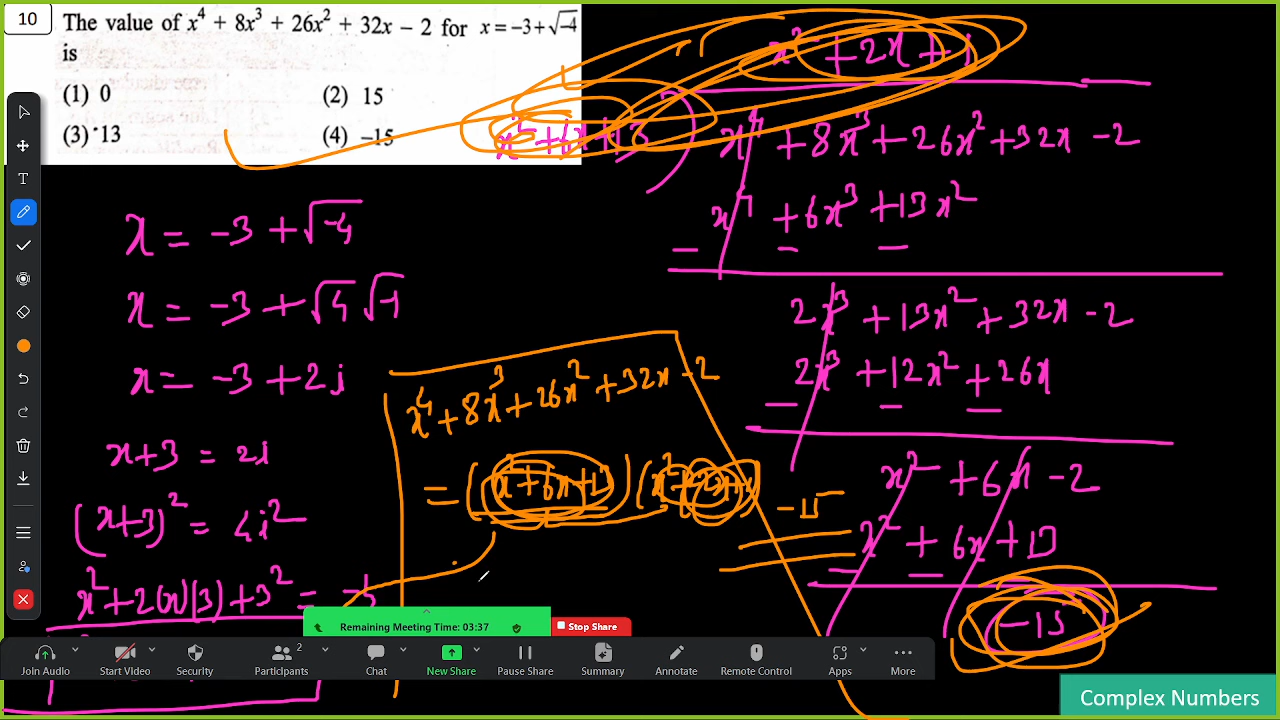 10
The value of x⁴ + 8x³ + 26x² + 32x − 2 for x = −3 + √−4
is
(1) 0
(2) 15
(3) 13
(4) −15
x² + 2x + 1
x² + 6x + 13
x⁴ + 8x³ + 26x² + 32x - 2
x⁴ + 6x³ + 13x²
2x³ + 13x² + 32x - 2
2x³ + 12x² + 26x
x² + 6x - 2
x² + 6x + 13
-15
x = -3 + √-4
x = -3 + √4 √-1
x = -3 + 2i
x+3 = 2i
(x+3)² = 4i²
x² + 2(x)(3) + 3² = -4
x⁴ + 8x³ + 26x² + 32x - 2
= (x² + 6x + 13) (x² + 2x + 1) - 15
Remaining Meeting Time: 03:37
Stop Share
Join Audio
Start Video
Security
2
Participants
Chat
New Share
Pause Share
Summary
Annotate
Remote Control
Apps
More
Complex Numbers